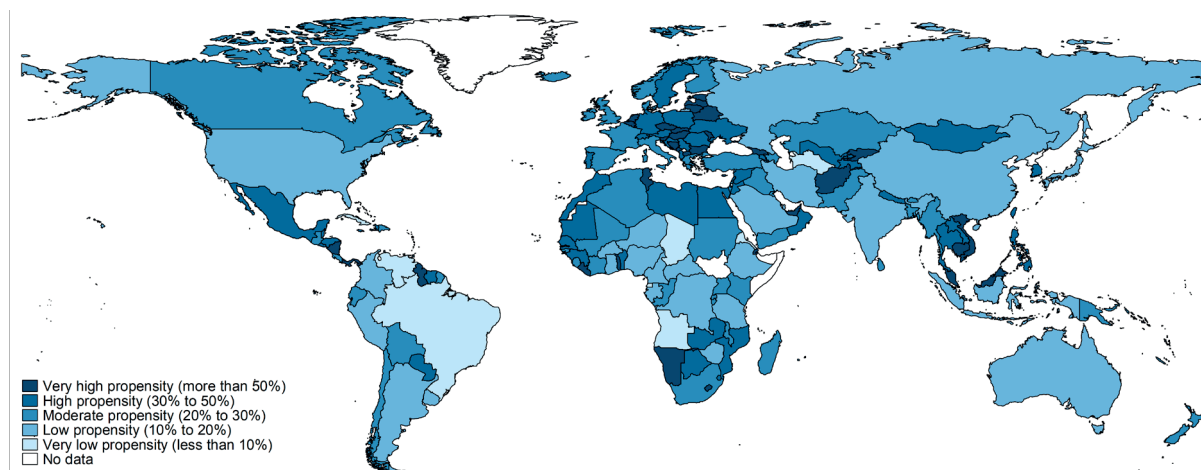 Very high propensity (more than 50%)
High propensity (30% to 50%)
Moderate propensity (20% to 30%)
Low propensity (10% to 20%)
Very low propensity (less than 10%)
No data